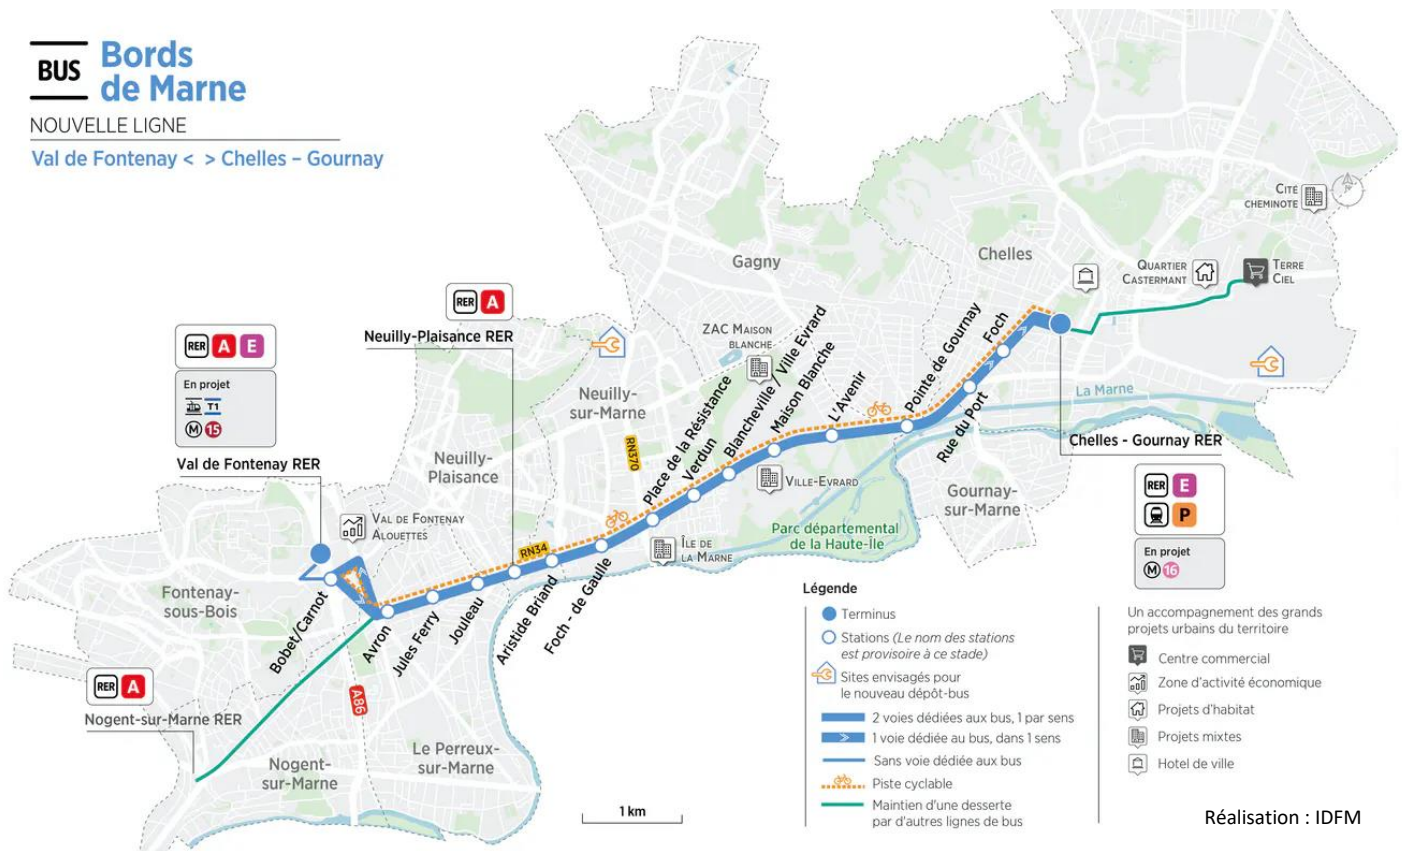 BUS
Bords
de Marne
NOUVELLE LIGNE
Val de Fontenay < > Chelles – Gournay
RER A
Neuilly-Plaisance RER
RER A E
En projet
T1
M 15
Val de Fontenay RER
RER A
Nogent-sur-Marne RER
Gagny
Chelles
CITÉ
CHEMINOTE
QUARTIER
CASTERMANT
TERRE
CIEL
ZAC MAISON
BLANCHE
Neuilly-
sur-Marne
Neuilly-
Plaisance
RN370
RN34
VAL DE FONTENAY
ALOUETTES
Fontenay-
sous-Bois
A86
Nogent-
sur-Marne
Le Perreux-
sur-Marne
Bobet/Carnot
Avron
Jules Ferry
Jouleau
Aristide Briand
Foch - de Gaulle
Place de la Résistance
Verdun
Blancheville / Ville Evrard
Maison Blanche
L'Avenir
Pointe de Gournay
Rue du Port
Foch
VILLE-EVRARD
ÎLE DE
LA MARNE
Parc départemental
de la Haute-Île
Gournay-
sur-Marne
La Marne
Chelles - Gournay RER
RER E
P
En projet
M 16
1 km
Légende
Terminus
Stations (Le nom des stations
est provisoire à ce stade)
Sites envisagés pour
le nouveau dépôt-bus
2 voies dédiées aux bus, 1 par sens
1 voie dédiée au bus, dans 1 sens
Sans voie dédiée aux bus
Piste cyclable
Maintien d'une desserte
par d'autres lignes de bus
Un accompagnement des grands
projets urbains du territoire
Centre commercial
Zone d'activité économique
Projets d'habitat
Projets mixtes
Hotel de ville
Réalisation : IDFM